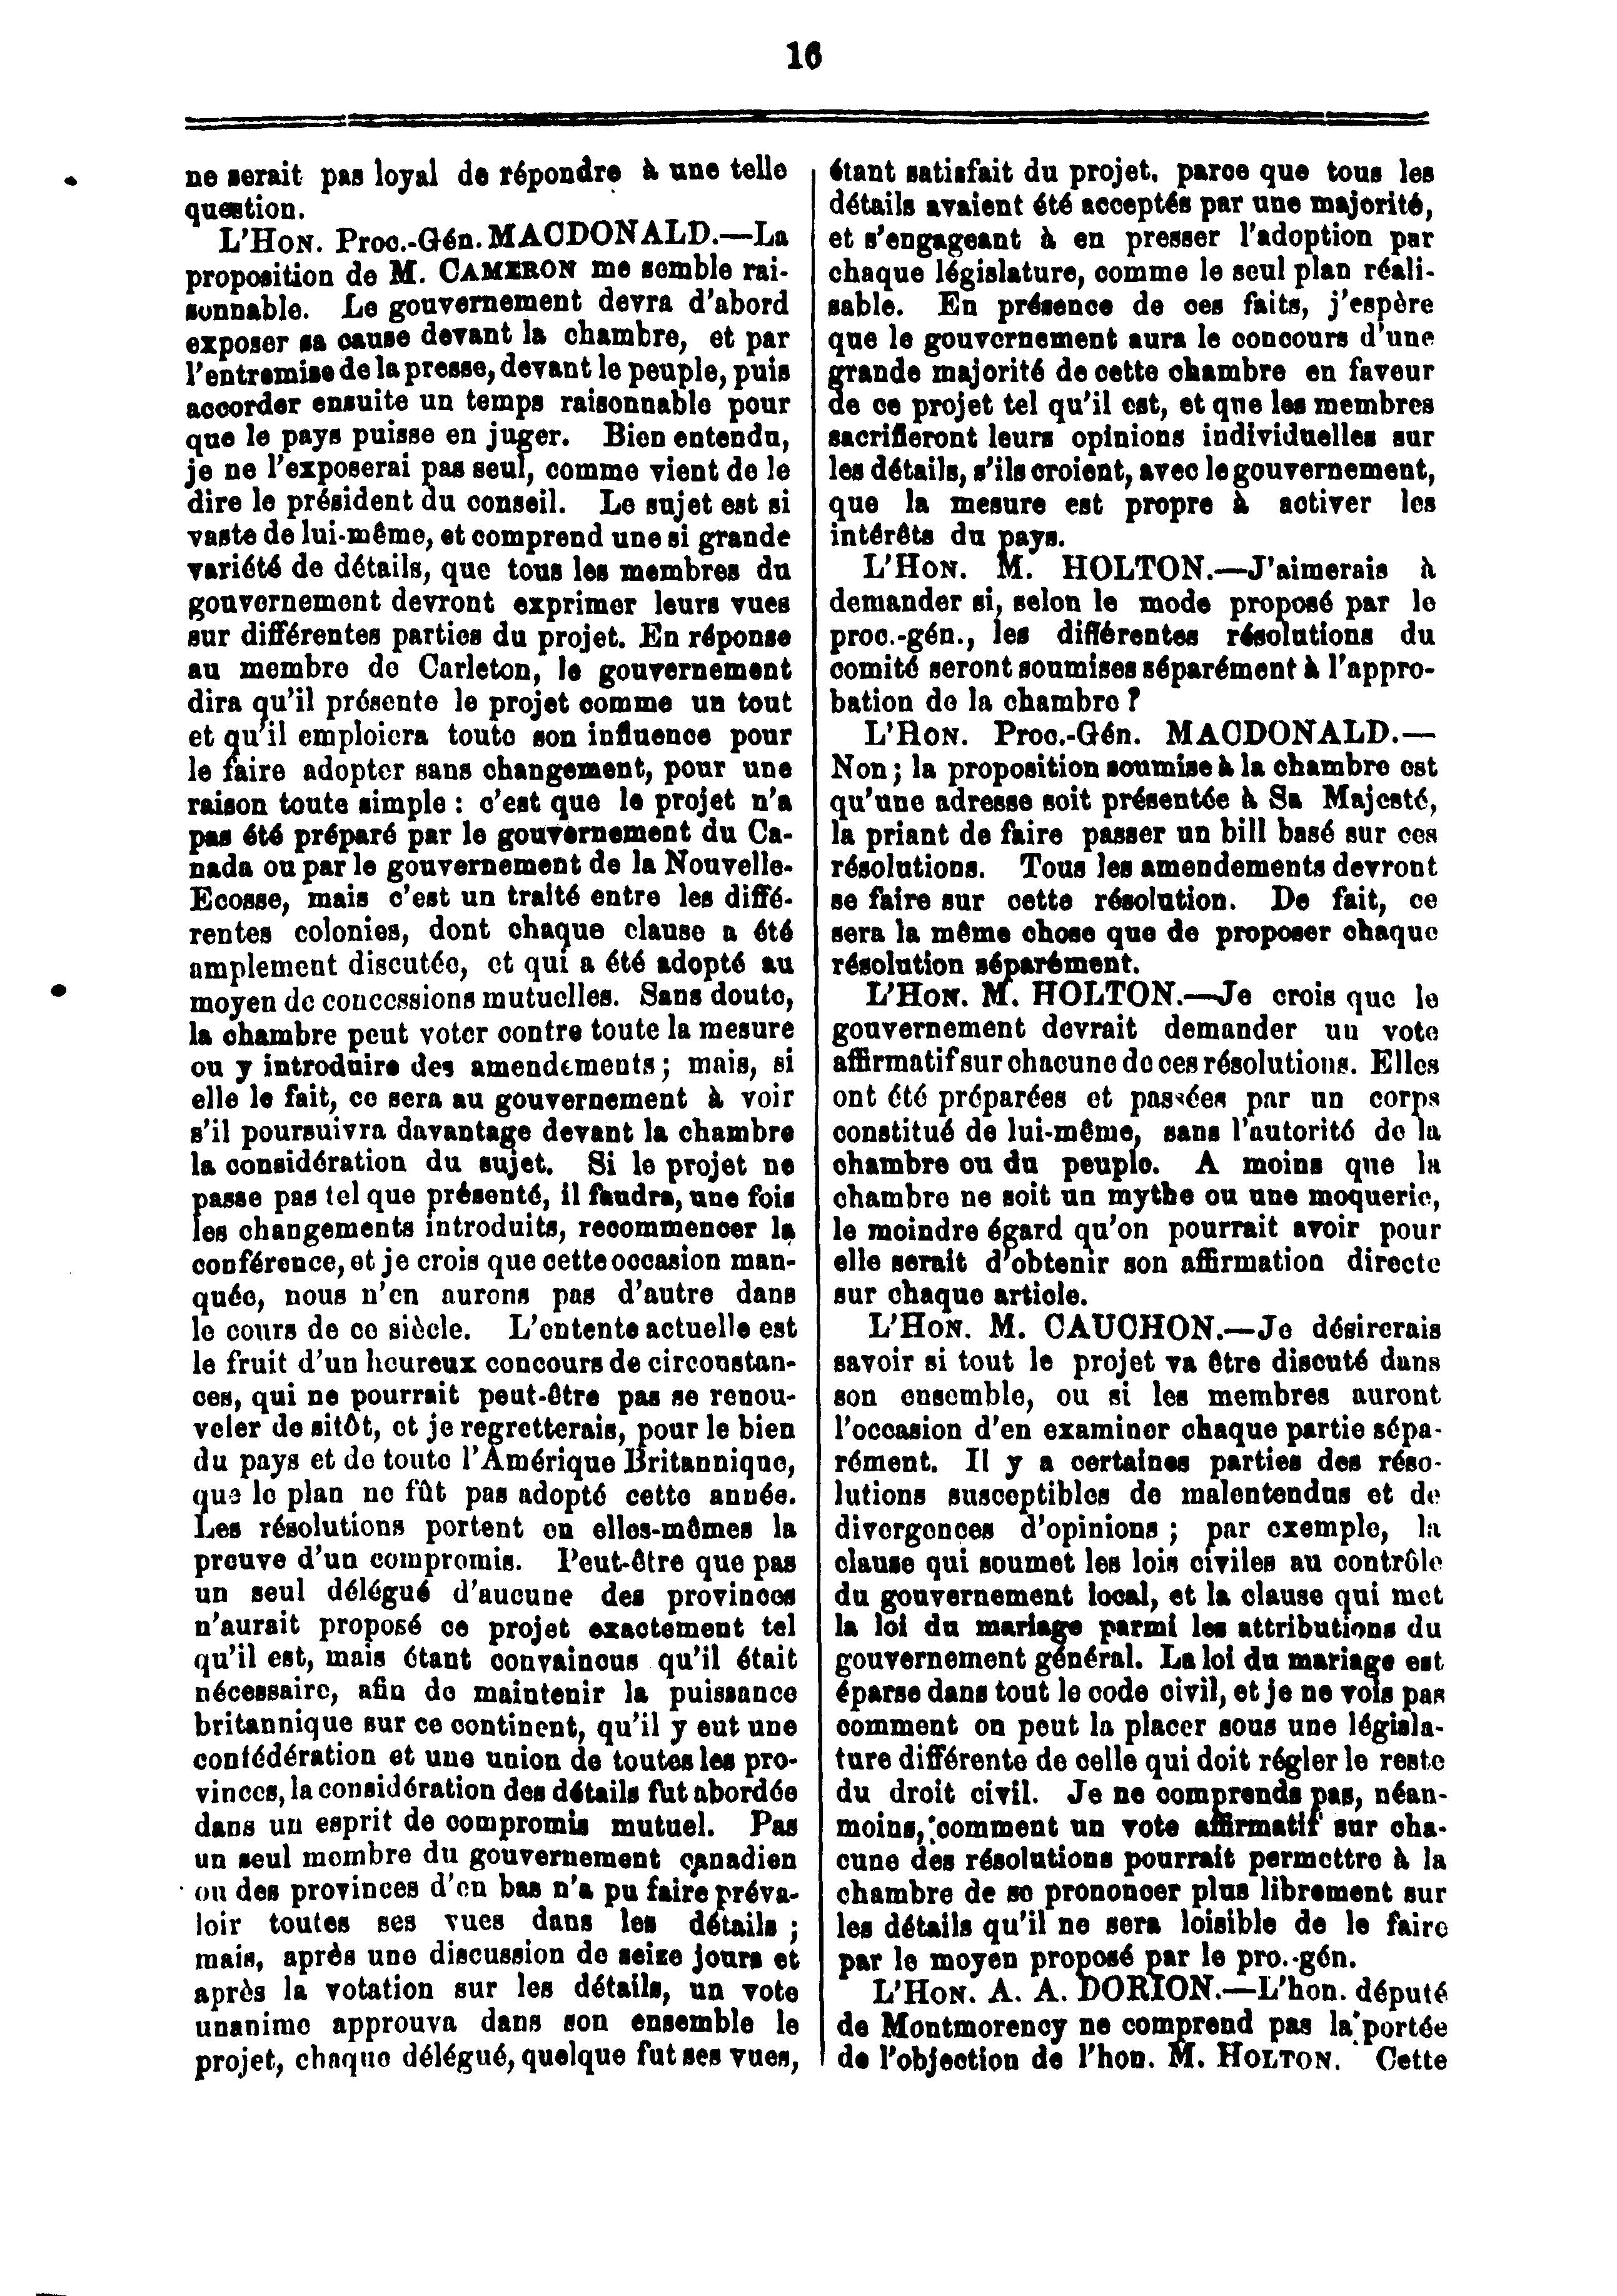 16
ne serait pas loyal de répondre à une telle
question.
L'HON. PROC.-GÉN. MACDONALD.—La
proposition de M. CAMERON me semble rai-
sonnable. Le gouvernement devra d'abord
exposer sa cause devant la chambre, et par
l'entremise de la presse, devant le peuple, puis
accorder ensuite un temps raisonnable pour
que le pays puisse en juger. Bien entendu,
je ne l'exposerai pas seul, comme vient de le
dire le président du conseil. Le sujet est si
vaste de lui-même, et comprend une si grande
variété de détails, que tous les membres du
gouvernement devront exprimer leurs vues
sur différentes parties du projet. En réponse
au membre de Carleton, le gouvernement
dira qu'il présente le projet comme un tout
et qu'il emploiera toute son influence pour
le faire adopter sans changement, pour une
raison toute simple : c'est que le projet n'a
pas été préparé par le gouvernement du Ca-
nada ou par le gouvernement de la Nouvelle-
Ecosse, mais c'est un traité entre les diffé-
rentes colonies, dont chaque clause a été
amplement discutée, et qui a été adopté au
moyen de concessions mutuelles. Sans doute,
la chambre peut voter contre toute la mesure
ou y introduire des amendements ; mais, si
elle le fait, ce sera au gouvernement à voir
s'il poursuivra davantage devant la chambre
la considération du sujet. Si le projet ne
passe pas tel que présenté, il faudra, une fois
les changements introduits, recommencer la
conférence, et je crois que cette occasion man-
quée, nous n'en aurons pas d'autre dans
le cours de ce siècle. L'entente actuelle est
le fruit d'un heureux concours de circonstan-
ces, qui ne pourrait peut-être pas se renou-
veler de sitôt, et je regretterais, pour le bien
du pays et de toute l'Amérique Britannique,
que le plan ne fût pas adopté cette année.
Les résolutions portent en elles-mêmes la
preuve d'un compromis. Peut-être que pas
un seul délégué d'aucune des provinces
n'aurait proposé ce projet exactement tel
qu'il est, mais étant convaincus qu'il était
nécessaire, afin de maintenir la puissance
britannique sur ce continent, qu'il y eut une
confédération et une union de toutes les pro-
vinces, la considération des détails fut abordée
dans un esprit de compromis mutuel. Pas
un seul membre du gouvernement canadien
ou des provinces d'en bas n'a pu faire préva-
loir toutes ses vues dans les détails ;
mais, après une discussion de seize jours et
après la votation sur les détails, un vote
unanime approuva dans son ensemble le
projet, chaque délégué, quelque fut ses vues,
étant satisfait du projet, parce que tous les
détails avaient été acceptés par une majorité,
et s'engageant à en presser l'adoption par
chaque législature, comme le seul plan réali-
sable. En présence de ces faits, j'espère
que le gouvernement aura le concours d'une
grande majorité de cette chambre en faveur
de ce projet tel qu'il est, et que les membres
sacrifieront leurs opinions individuelles sur
les détails, s'ils croient, avec le gouvernement,
que la mesure est propre à activer les
intérêts du pays.
L'HON. M. HOLTON.—J'aimerais à
demander si, selon le mode proposé par le
proc.-gén., les différentes résolutions du
comité seront soumises séparément à l'appro-
bation de la chambre ?
L'HON. PROC.-GÉN. MACDONALD.—
Non ; la proposition soumise à la chambre est
qu'une adresse soit présentée à Sa Majesté,
la priant de faire passer un bill basé sur ces
résolutions. Tous les amendements devront
se faire sur cette résolution. De fait, ce
sera la même chose que de proposer chaque
résolution séparément.
L'HON. M. HOLTON.—Je crois que le
gouvernement devrait demander un vote
affirmatif sur chacune de ces résolutions. Elles
ont été préparées et passées par un corps
constitué de lui-même, sans l'autorité de la
chambre ou du peuple. A moins que la
chambre ne soit un mythe ou une moquerie,
le moindre égard qu'on pourrait avoir pour
elle serait d'obtenir son affirmation directe
sur chaque article.
L'HON. M. CAUCHON.—Je désirerais
savoir si tout le projet va être discuté dans
son ensemble, ou si les membres auront
l'occasion d'en examiner chaque partie sépa-
rément. Il y a certaines parties des réso-
lutions susceptibles de malentendus et de
divergences d'opinions ; par exemple, la
clause qui soumet les lois civiles au contrôle
du gouvernement local, et la clause qui met
la loi du mariage parmi les attributions du
gouvernement général. La loi du mariage est
éparse dans tout le code civil, et je ne vois pas
comment on peut la placer sous une législa-
ture différente de celle qui doit régler le reste
du droit civil. Je ne comprends pas, néan-
moins, comment un vote affirmatif sur cha-
cune des résolutions pourrait permettre à la
chambre de se prononcer plus librement sur
les détails qu'il ne sera loisible de le faire
par le moyen proposé par le pro.-gén.
L'HON. A. A. DORION.—L'hon. député
de Montmorency ne comprend pas la portée
de l'objection de l'hon. M. HOLTON. Cette